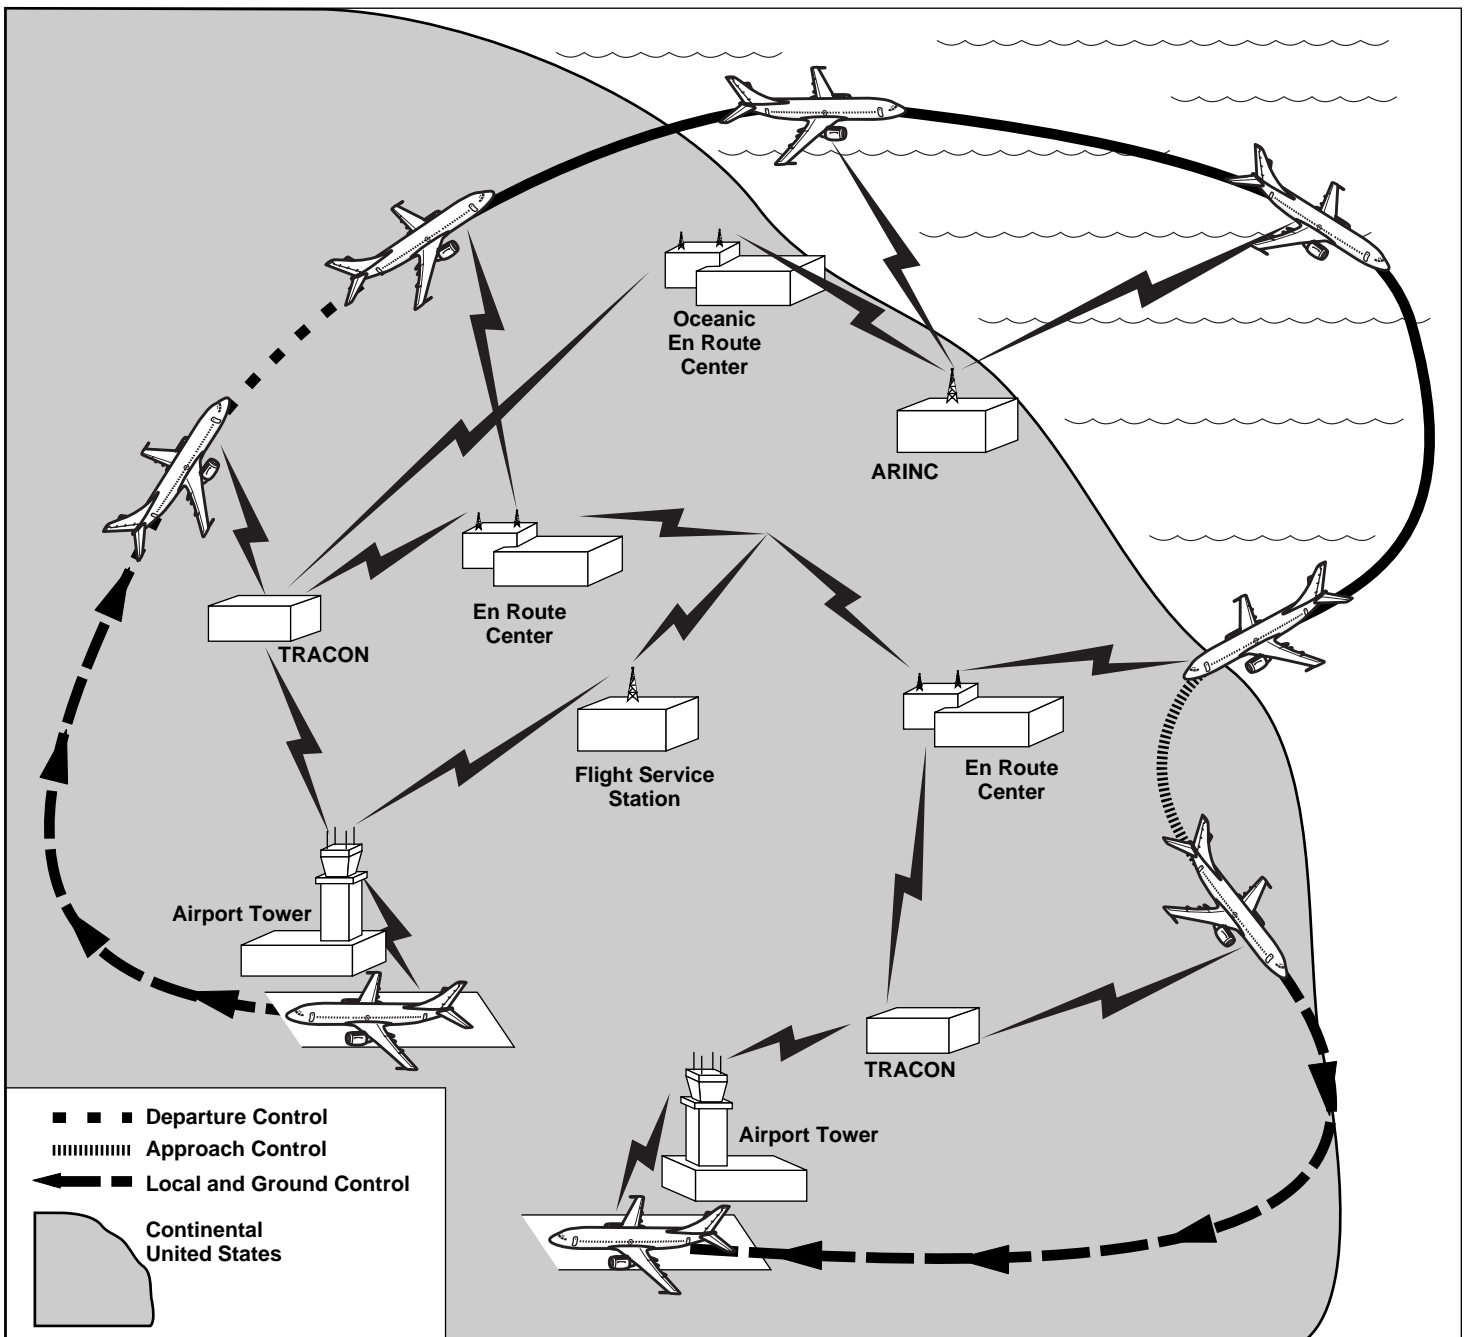 Oceanic
En Route
Center
ARINC
En Route
Center
TRACON
Flight Service
Station
En Route
Center
Airport Tower
TRACON
Airport Tower
Departure Control
Approach Control
Local and Ground Control
Continental
United States